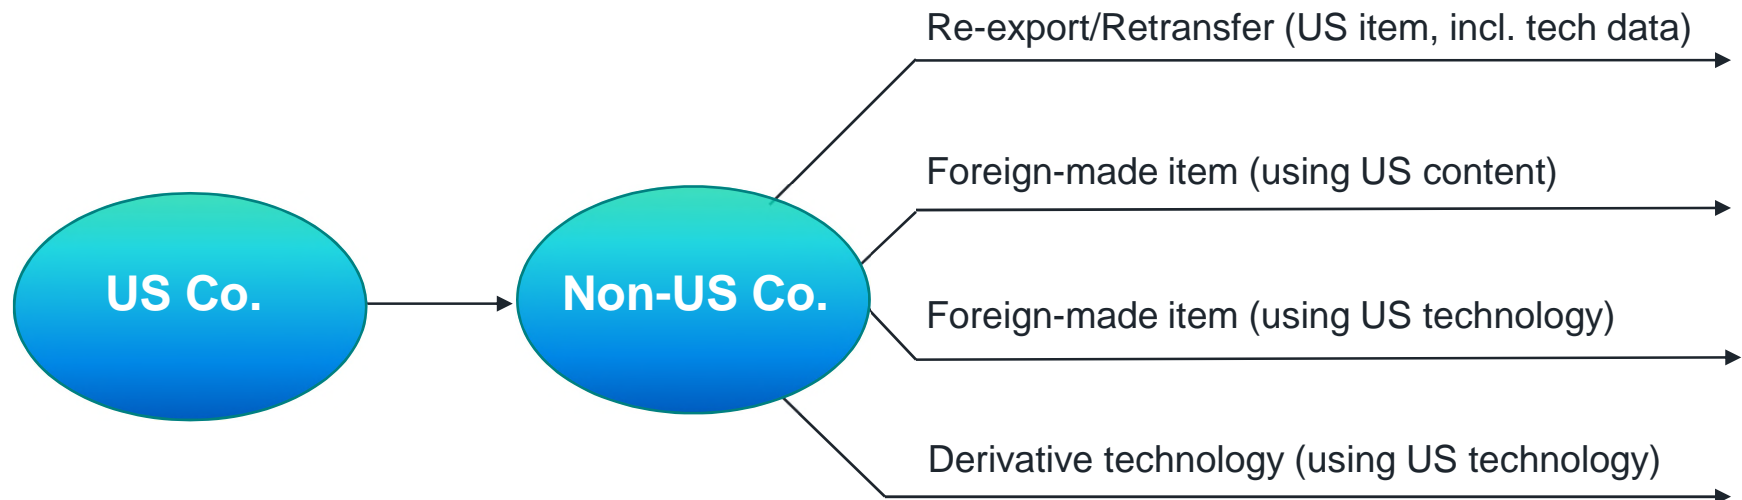 Re-export/Retransfer (US item, incl. tech data)
Foreign-made item (using US content)
US Co.
Non-US Co.
Foreign-made item (using US technology)
Derivative technology (using US technology)